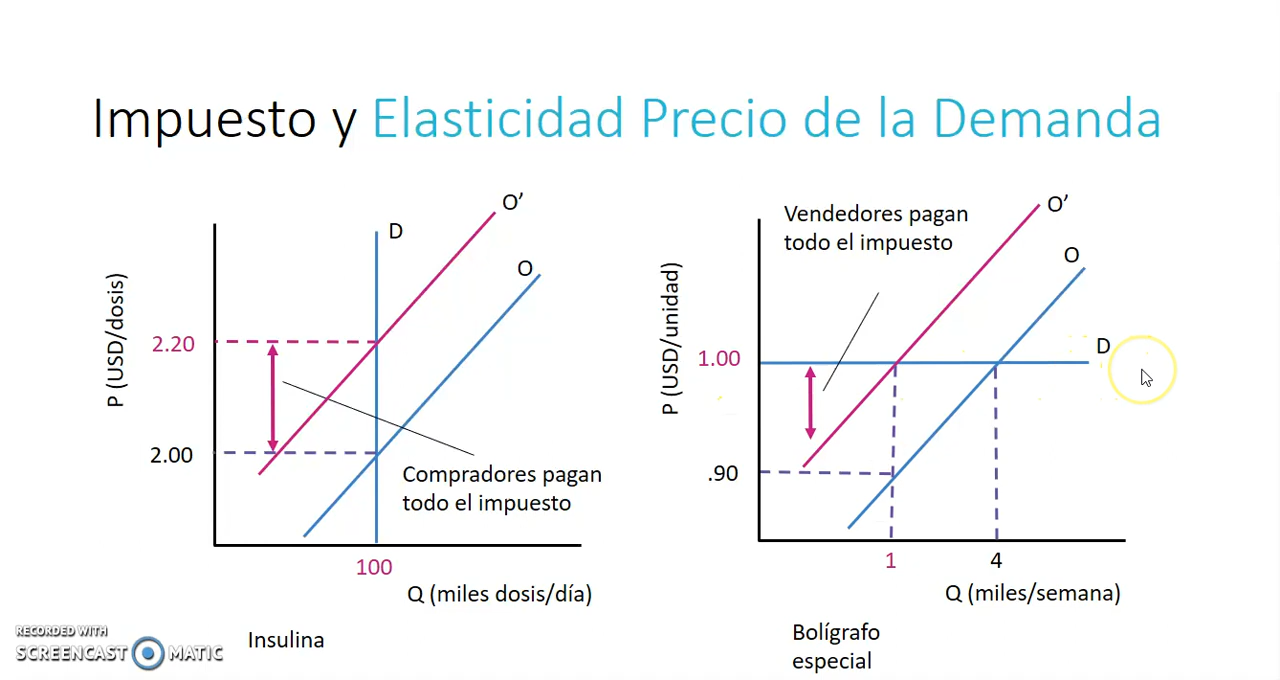 Impuesto y Elasticidad Precio de la Demanda
P (USD/dosis)
D
O’
O
2.20
2.00
Compradores pagan
todo el impuesto
100
Q (miles dosis/día)
Insulina
P (USD/unidad)
Vendedores pagan
todo el impuesto
O’
O
D
1.00
.90
1
4
Q (miles/semana)
Bolígrafo
especial
RECORDED WITH
SCREENCAST MATIC